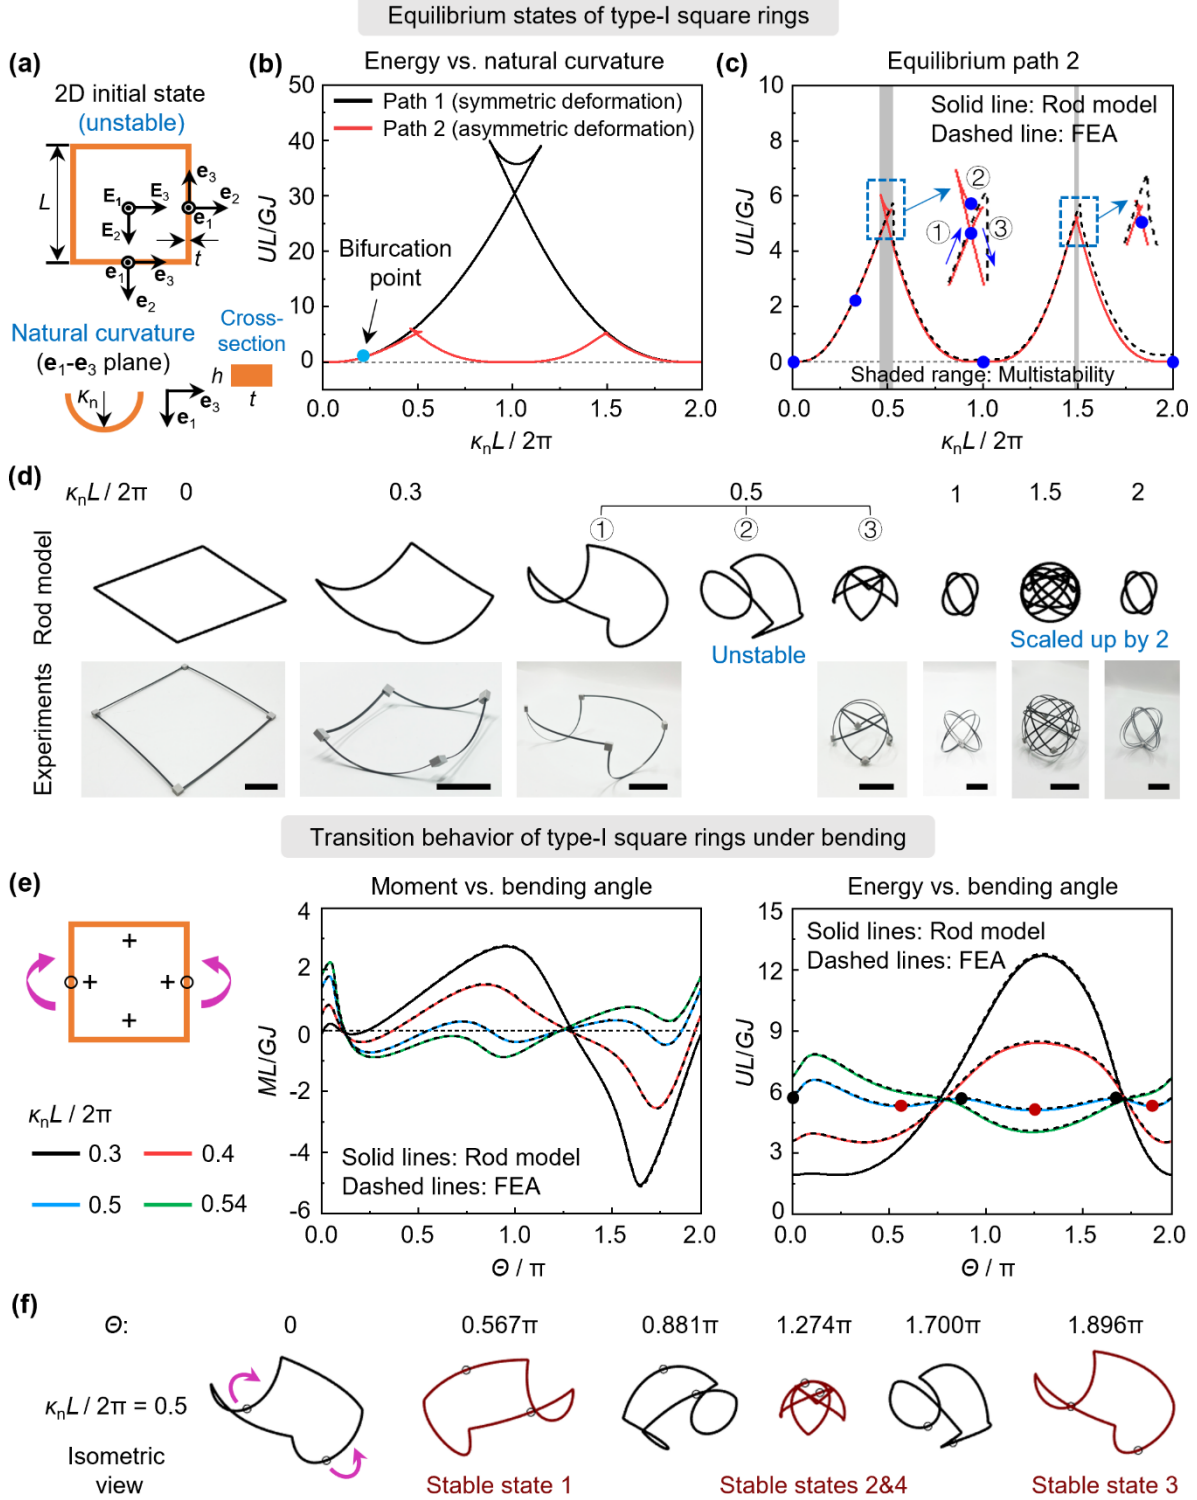 Equilibrium states of type-I square rings
(a)
2D initial state
(unstable)
L
E1
E3
E2
e3
e2
e1
t
e1
e3
e2
Natural curvature
(e1-e3 plane)
κn
e3
e1
Cross-
section
h
t
(b)
Energy vs. natural curvature
Path 1 (symmetric deformation)
Path 2 (asymmetric deformation)
Bifurcation
point
UL/GJ
50
40
30
20
10
0
0.0
0.5
1.0
1.5
2.0
κnL / 2π
(c)
Equilibrium path 2
Solid line: Rod model
Dashed line: FEA
①
②
③
Shaded range: Multistability
UL/GJ
10
8
6
4
2
0
0.0
0.5
1.0
1.5
2.0
κnL / 2π
(d)
κnL / 2π
0
0.3
0.5
1
1.5
2
①
②
③
Rod model
Unstable
Scaled up by 2
Experiments
Transition behavior of type-I square rings under bending
(e)
κnL / 2π
0.3
0.4
0.5
0.54
Moment vs. bending angle
ML/GJ
4
2
0
-2
-4
-6
Solid lines: Rod model
Dashed lines: FEA
0.0
0.5
1.0
1.5
2.0
Θ / π
Energy vs. bending angle
Solid lines: Rod model
Dashed lines: FEA
UL/GJ
15
12
9
6
3
0
0.0
0.5
1.0
1.5
2.0
Θ / π
(f)
Θ:
0
0.567π
0.881π
1.274π
1.700π
1.896π
κnL / 2π = 0.5
Isometric
view
Stable state 1
Stable states 2&4
Stable state 3